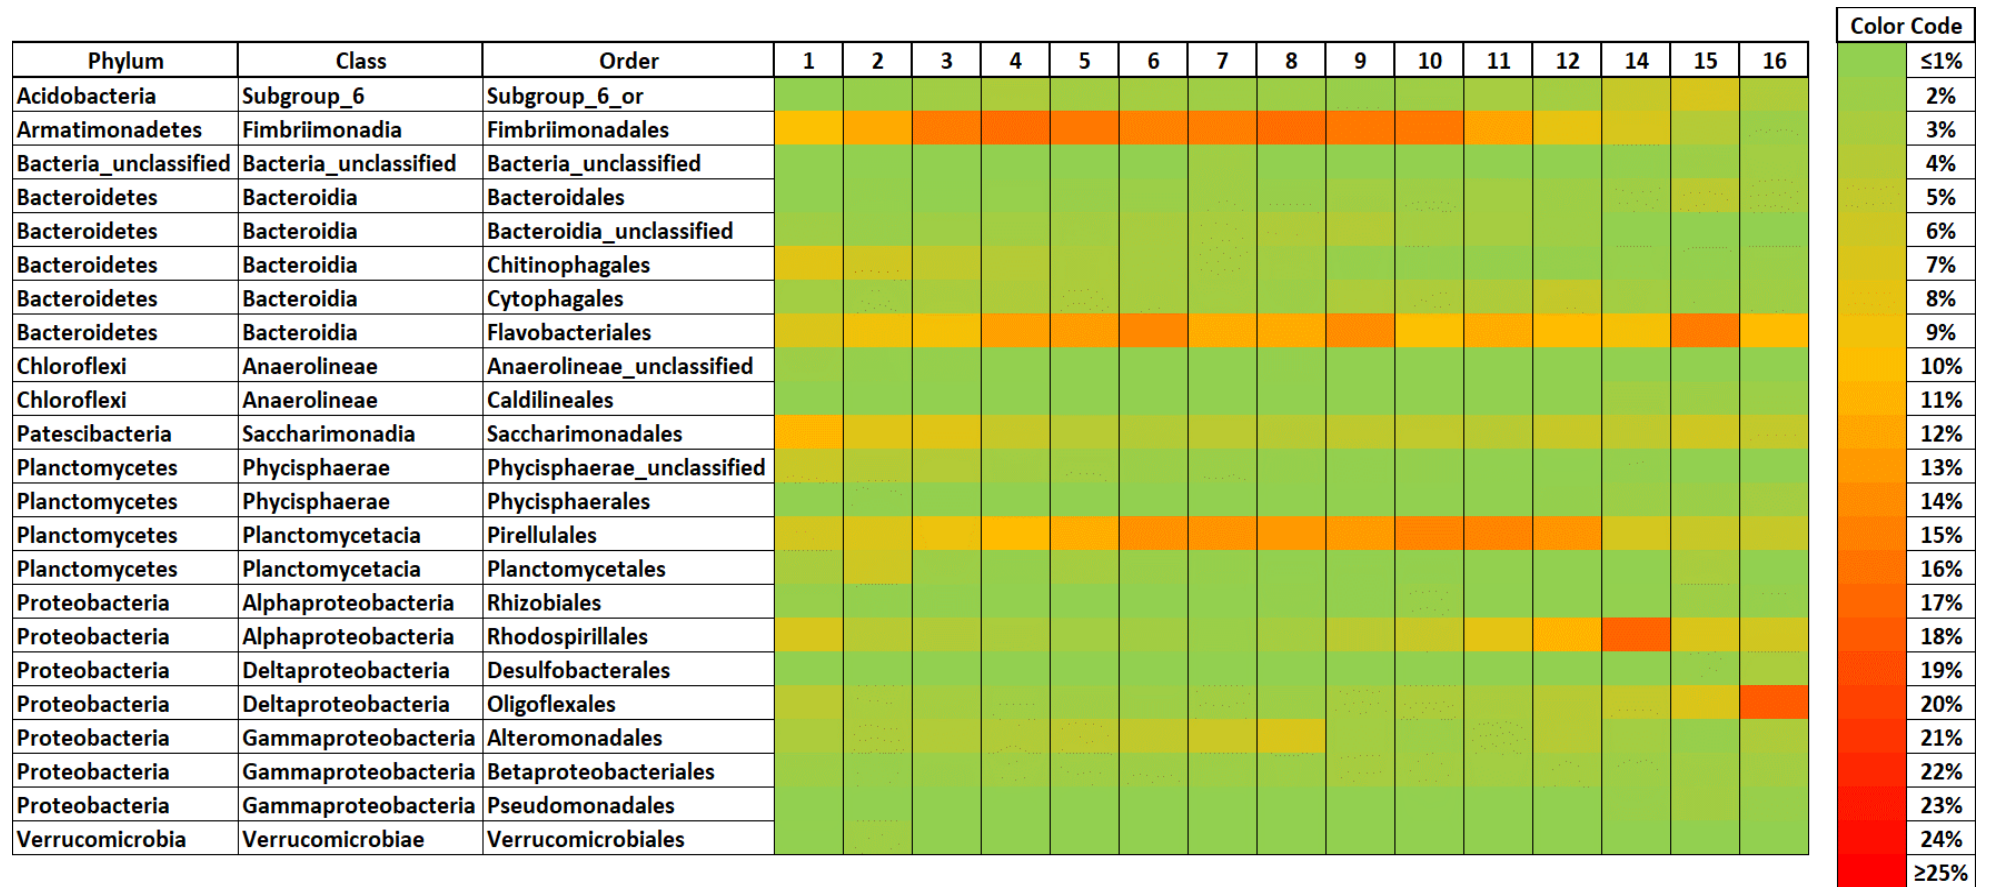 Color Code
Phylum Class Order 1 2 3 4 5 6 7 8 9 10 11 12 14 15 16 ≤1%
Acidobacteria Subgroup_6 Subgroup_6_or 2%
Armatimonadetes Fimbriimonadia Fimbriimonadales 3%
Bacteria_unclassified Bacteria_unclassified Bacteria_unclassified 4%
Bacteroidetes Bacteroidia Bacteroidales 5%
Bacteroidetes Bacteroidia Bacteroidia_unclassified 6%
Bacteroidetes Bacteroidia Chitinophagales 7%
Bacteroidetes Bacteroidia Cytophagales 8%
Bacteroidetes Bacteroidia Flavobacteriales 9%
Chloroflexi Anaerolineae Anaerolineae_unclassified 10%
Chloroflexi Anaerolineae Caldilineales 11%
Patescibacteria Saccharimonadia Saccharimonadales 12%
Planctomycetes Phycisphaerae Phycisphaerae_unclassified 13%
Planctomycetes Phycisphaerae Phycisphaerales 14%
Planctomycetes Planctomycetacia Pirellulales 15%
Planctomycetes Planctomycetacia Planctomycetales 16%
Proteobacteria Alphaproteobacteria Rhizobiales 17%
Proteobacteria Alphaproteobacteria Rhodospirillales 18%
Proteobacteria Deltaproteobacteria Desulfobacterales 19%
Proteobacteria Deltaproteobacteria Oligoflexales 20%
Proteobacteria Gammaproteobacteria Alteromonadales 21%
Proteobacteria Gammaproteobacteria Betaproteobacteriales 22%
Proteobacteria Gammaproteobacteria Pseudomonadales 23%
Verrucomicrobia Verrucomicrobiae Verrucomicrobiales 24%
≥25%